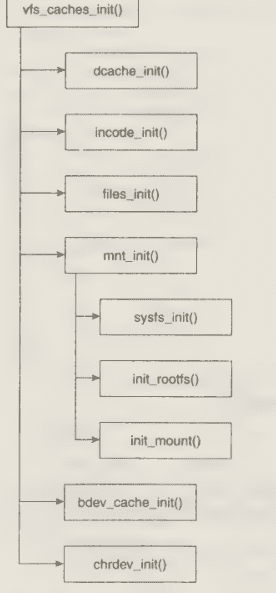 vfs_caches_init()
dcache_init()
incode_init()
files_init()
mnt_init()
sysfs_init()
init_rootfs()
init_mount()
bdev_cache_init()
chrdev_init()